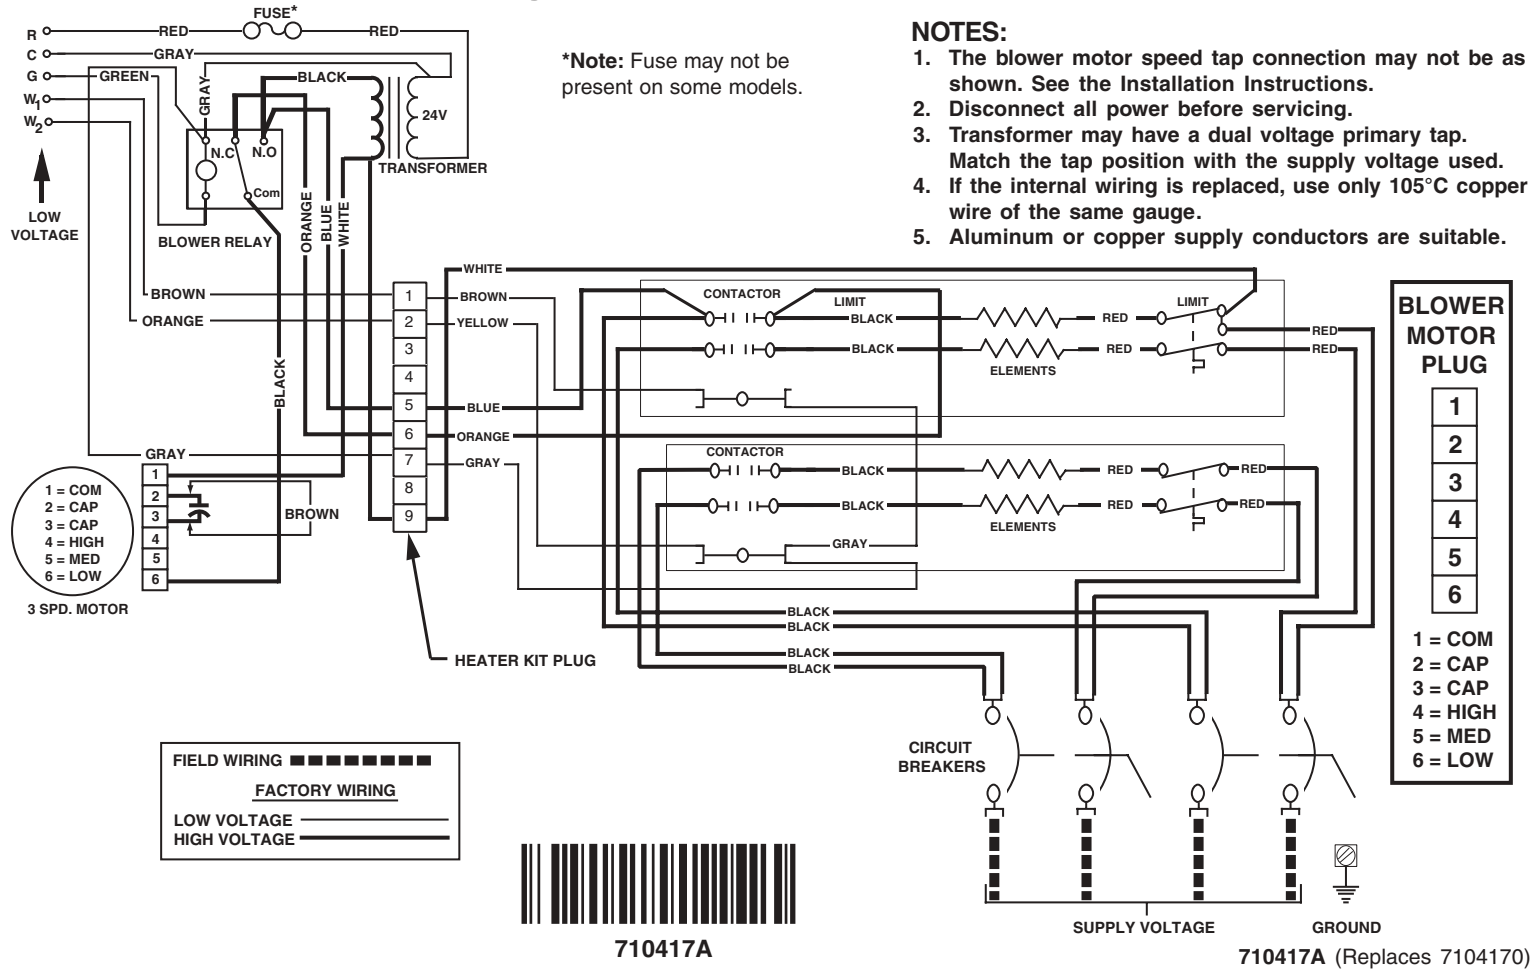 FUSE*
R
RED
RED
C
GRAY
G
GREEN
GRAY
BLACK
W1
W2
24V
N.C
N.O
TRANSFORMER
Com
LOW
VOLTAGE
BLOWER RELAY
ORANGE
BLUE
WHITE
*Note: Fuse may not be
present on some models.
NOTES:
1. The blower motor speed tap connection may not be as
shown. See the Installation Instructions.
2. Disconnect all power before servicing.
3. Transformer may have a dual voltage primary tap.
Match the tap position with the supply voltage used.
4. If the internal wiring is replaced, use only 105°C copper
wire of the same gauge.
5. Aluminum or copper supply conductors are suitable.
BROWN
ORANGE
BLACK
GRAY
1
2
3
4
5
6
7
8
9
WHITE
BROWN
YELLOW
BLUE
ORANGE
GRAY
CONTACTOR
LIMIT
BLACK
RED
LIMIT
RED
BLACK
RED
RED
ELEMENTS
CONTACTOR
BLACK
RED
RED
BLACK
RED
RED
ELEMENTS
GRAY
1 = COM
2 = CAP
3 = CAP
4 = HIGH
5 = MED
6 = LOW
1
2
3
4
5
6
BROWN
3 SPD. MOTOR
HEATER KIT PLUG
BLACK
BLACK
BLACK
BLACK
BLOWER
MOTOR
PLUG
1
2
3
4
5
6
1 = COM
2 = CAP
3 = CAP
4 = HIGH
5 = MED
6 = LOW
CIRCUIT
BREAKERS
FIELD WIRING
FACTORY WIRING
LOW VOLTAGE
HIGH VOLTAGE
710417A
SUPPLY VOLTAGE
GROUND
710417A (Replaces 7104170)